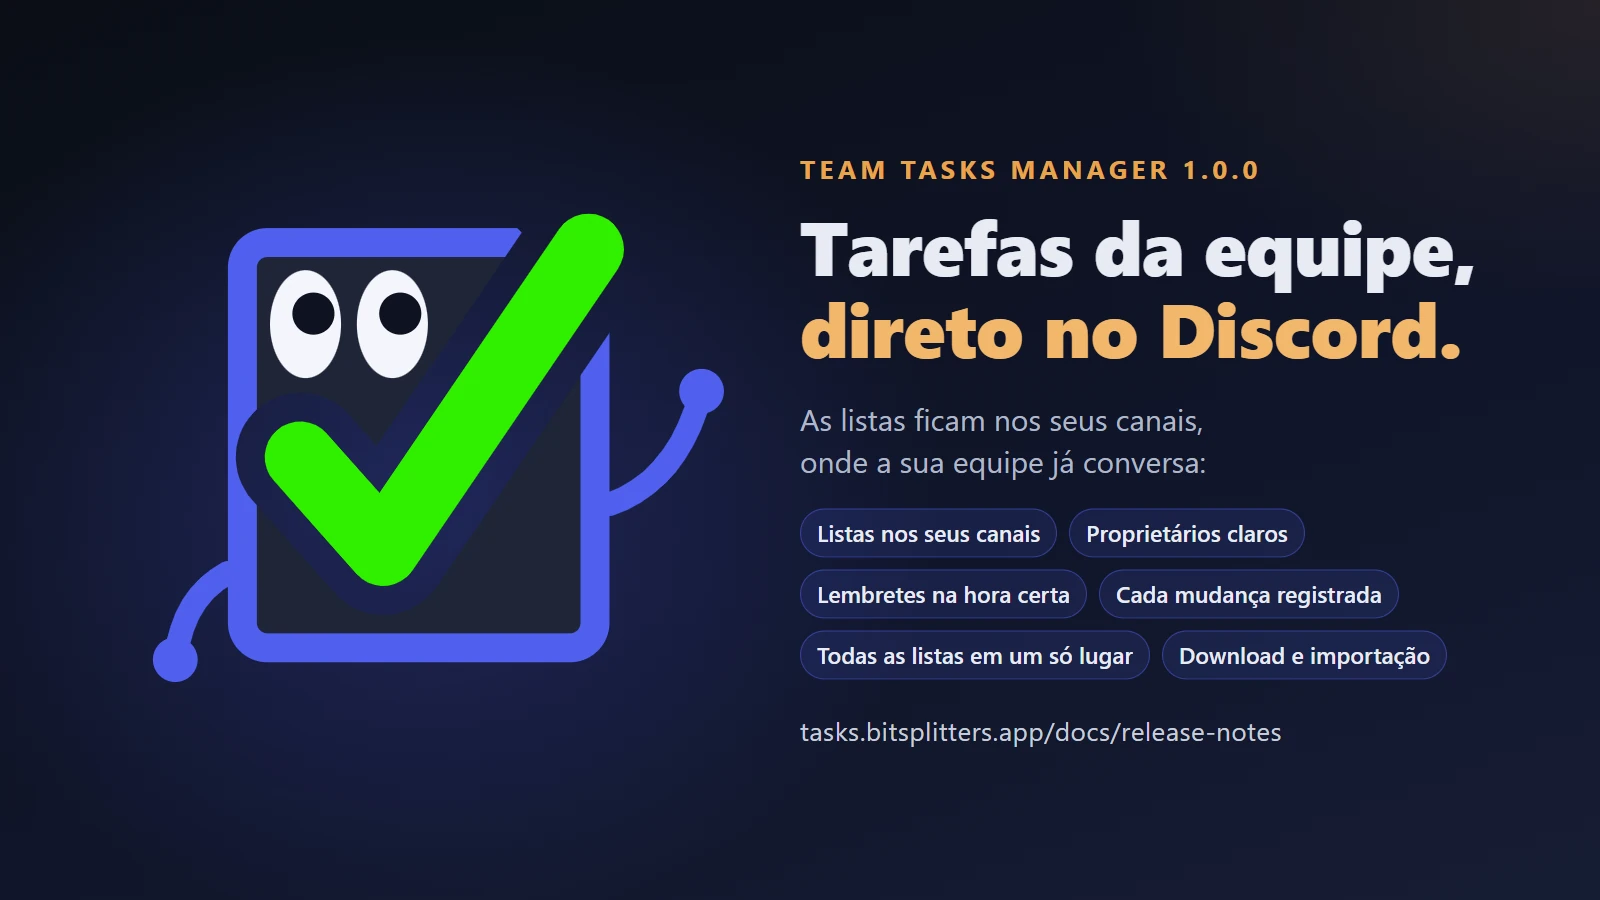 TEAM TASKS MANAGER 1.0.0
Tarefas da equipe,
direto no Discord.
As listas ficam nos seus canais,
onde a sua equipe já conversa:
Listas nos seus canais
Proprietários claros
Lembretes na hora certa
Cada mudança registrada
Todas as listas em um só lugar
Download e importação
tasks.bitsplitters.app/docs/release-notes